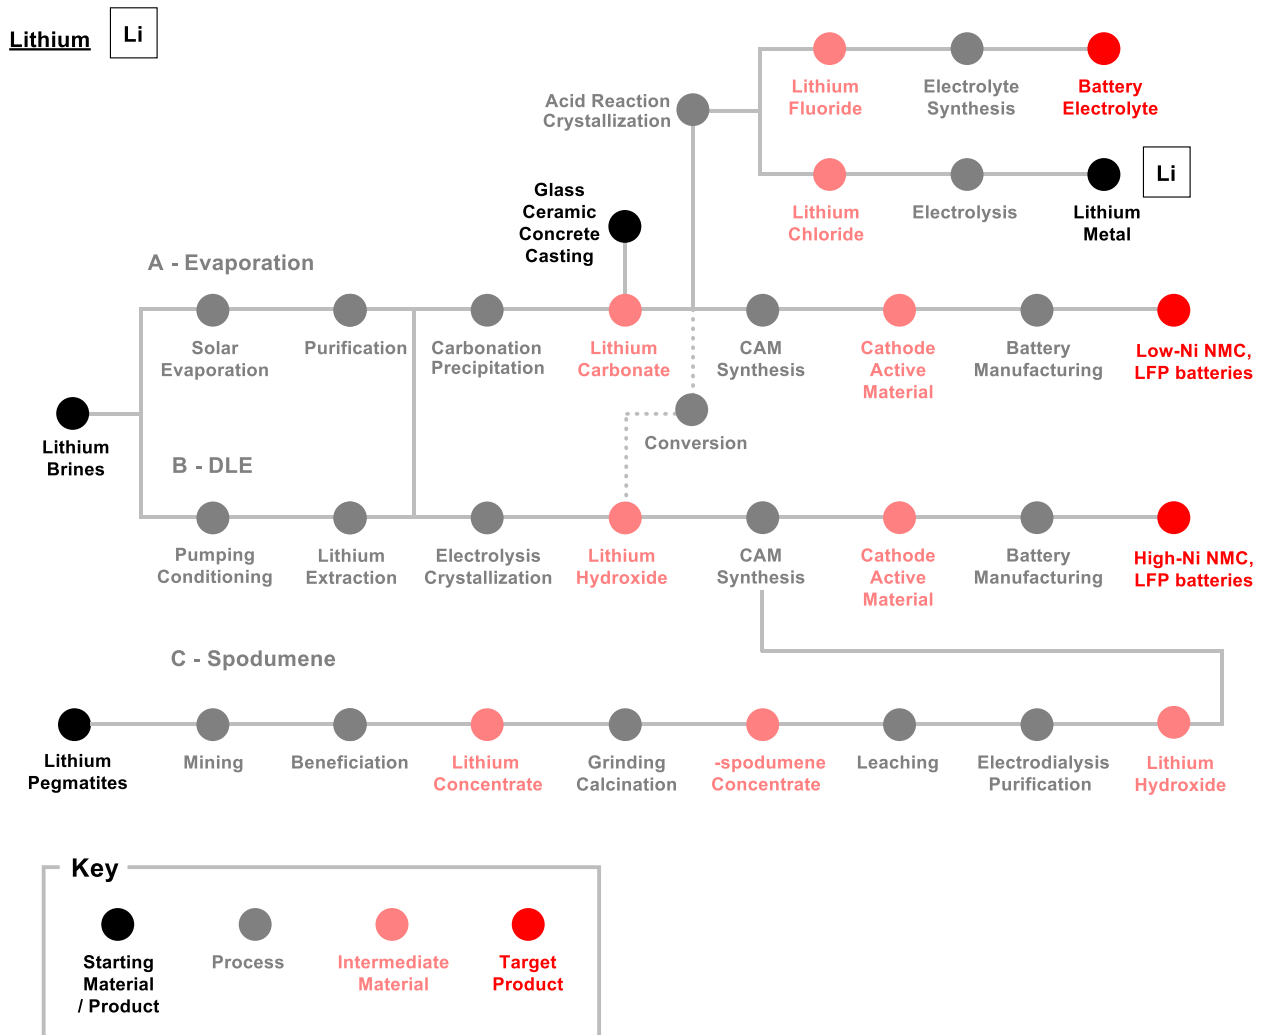 Lithium
Li
Acid Reaction
Crystallization
Lithium
Fluoride
Electrolyte
Synthesis
Battery
Electrolyte
Lithium
Chloride
Electrolysis
Lithium
Metal
Li
Glass
Ceramic
Concrete
Casting
A - Evaporation
Solar
Evaporation
Purification
Carbonation
Precipitation
Lithium
Carbonate
CAM
Synthesis
Cathode
Active
Material
Battery
Manufacturing
Low-Ni NMC,
LFP batteries
Lithium
Brines
Conversion
B - DLE
Pumping
Conditioning
Lithium
Extraction
Electrolysis
Crystallization
Lithium
Hydroxide
CAM
Synthesis
Cathode
Active
Material
Battery
Manufacturing
High-Ni NMC,
LFP batteries
C - Spodumene
Lithium
Pegmatites
Mining
Beneficiation
Lithium
Concentrate
Grinding
Calcination
-spodumene
Concentrate
Leaching
Electrodialysis
Purification
Lithium
Hydroxide
Key
Starting
Material
/ Product
Process
Intermediate
Material
Target
Product